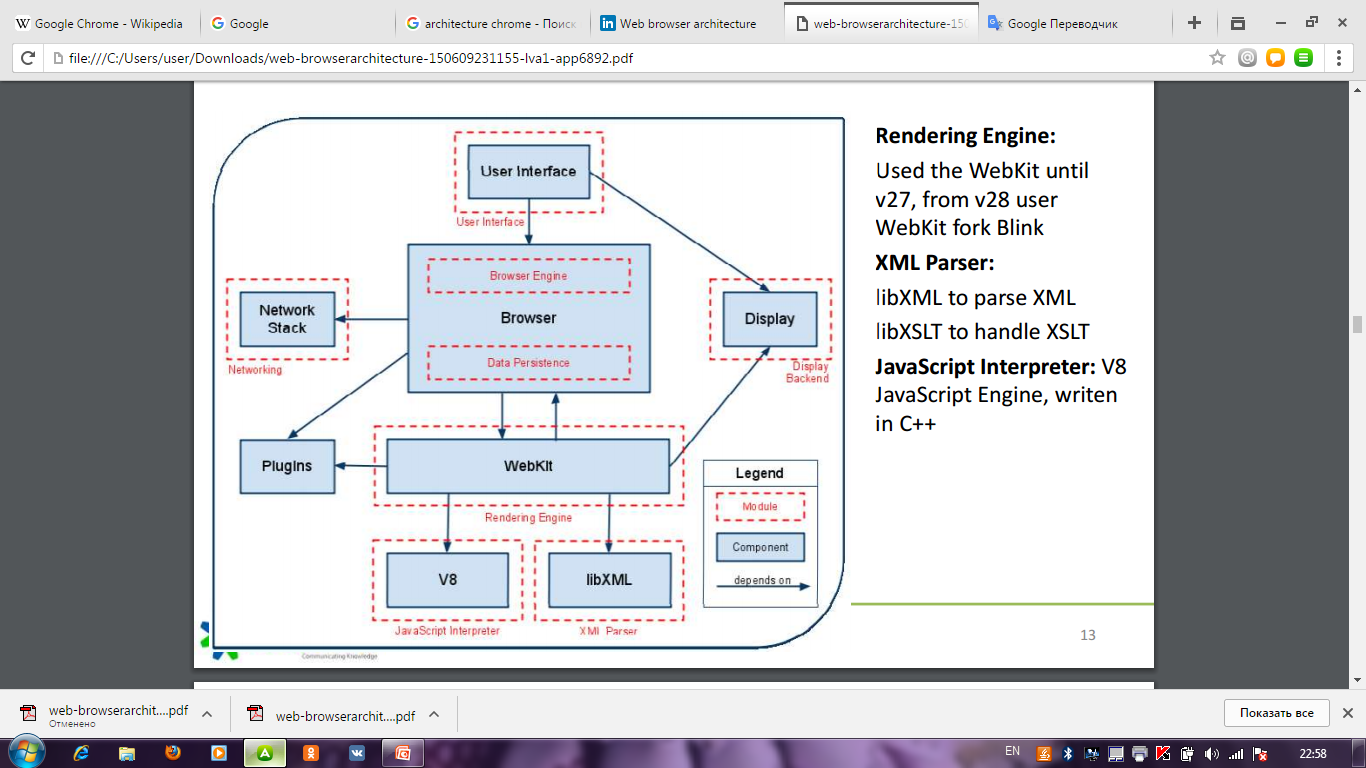 Google Chrome - Wikipedia
Google
architecture chrome - Поиск
Web browser architecture
web-browserarchitecture-150
Google Переводчик
file:///C:/Users/user/Downloads/web-browserarchitecture-150609231155-lva1-app6892.pdf
User Interface
User Interface
Browser Engine
Browser
Data Persistence
Network
Stack
Networking
Display
Display
Backend
PlugIns
WebKit
Rendering Engine
V8
JavaScript Interpreter
libXML
XML Parser
Legend
Module
Component
depends on
Communicating Knowledge
Rendering Engine:
Used the WebKit until
v27, from v28 user
WebKit fork Blink
XML Parser:
libXML to parse XML
libXSLT to handle XSLT
JavaScript Interpreter: V8
JavaScript Engine, writen
in C++
13
web-browserarchit....pdf
Отменено
web-browserarchit....pdf
Показать все
EN
22:58